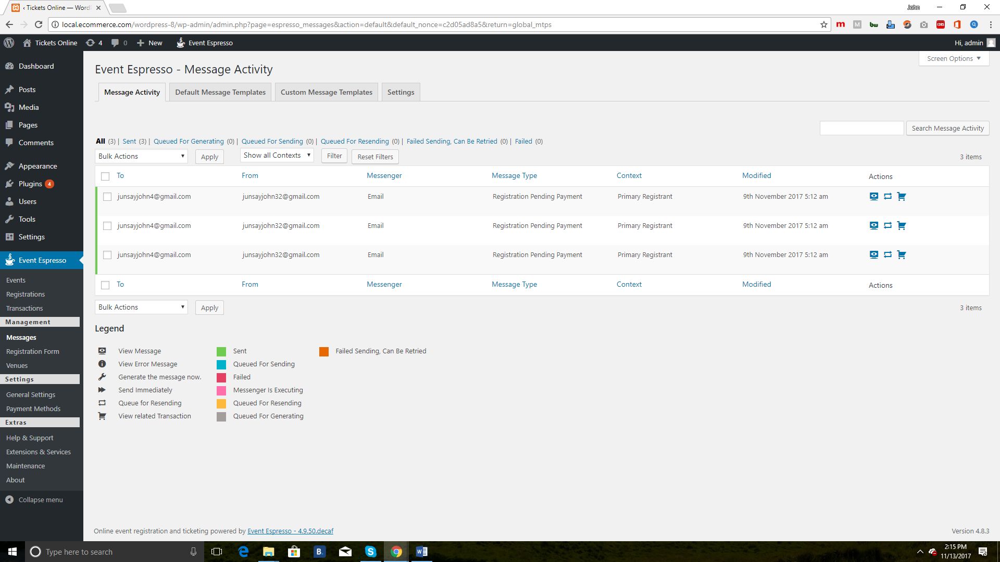 ‹ Tickets Online — Word
John
local.ecommerce.com/wordpress-8/wp-admin/admin.php?page=espresso_messages&action=default&default_nonce=c2d05ad8a5&return=global_mtps
Tickets Online 4 0 New Event Espresso Hi, admin
Screen Options
Dashboard
Posts
Media
Pages
Comments
Appearance
Plugins 4
Users
Tools
Settings
Event Espresso
Events
Registrations
Transactions
Management
Messages
Registration Form
Venues
Settings
General Settings
Payment Methods
Extras
Help & Support
Extensions & Services
Maintenance
About
Collapse menu
Event Espresso - Message Activity
Message Activity Default Message Templates Custom Message Templates Settings
Search Message Activity
All (3) | Sent (3) | Queued For Generating (0) | Queued For Sending (0) | Queued For Resending (0) | Failed Sending, Can Be Retried (0) | Failed (0)
Bulk Actions Apply Show all Contexts Filter Reset Filters 3 items
To From Messenger Message Type Context Modified Actions
junsayjohn4@gmail.com junsayjohn32@gmail.com Email Registration Pending Payment Primary Registrant 9th November 2017 5:12 am
junsayjohn4@gmail.com junsayjohn32@gmail.com Email Registration Pending Payment Primary Registrant 9th November 2017 5:12 am
junsayjohn4@gmail.com junsayjohn32@gmail.com Email Registration Pending Payment Primary Registrant 9th November 2017 5:12 am
To From Messenger Message Type Context Modified Actions
Bulk Actions Apply 3 items
Legend
View Message Sent Failed Sending, Can Be Retried
View Error Message Queued For Sending
Generate the message now. Failed
Send Immediately Messenger Is Executing
Queue for Resending Queued For Resending
View related Transaction Queued For Generating
Online event registration and ticketing powered by Event Espresso - 4.9.50.decaf Version 4.8.3
Type here to search
2:15 PM
11/13/2017